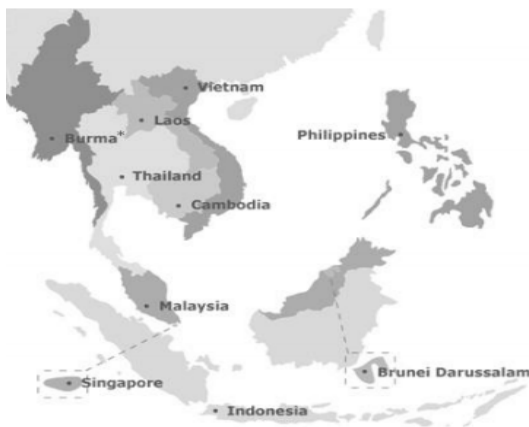 Vietnam
Laos
Burma*
Philippines
Thailand
Cambodia
Malaysia
Brunei Darussalam
Singapore
Indonesia